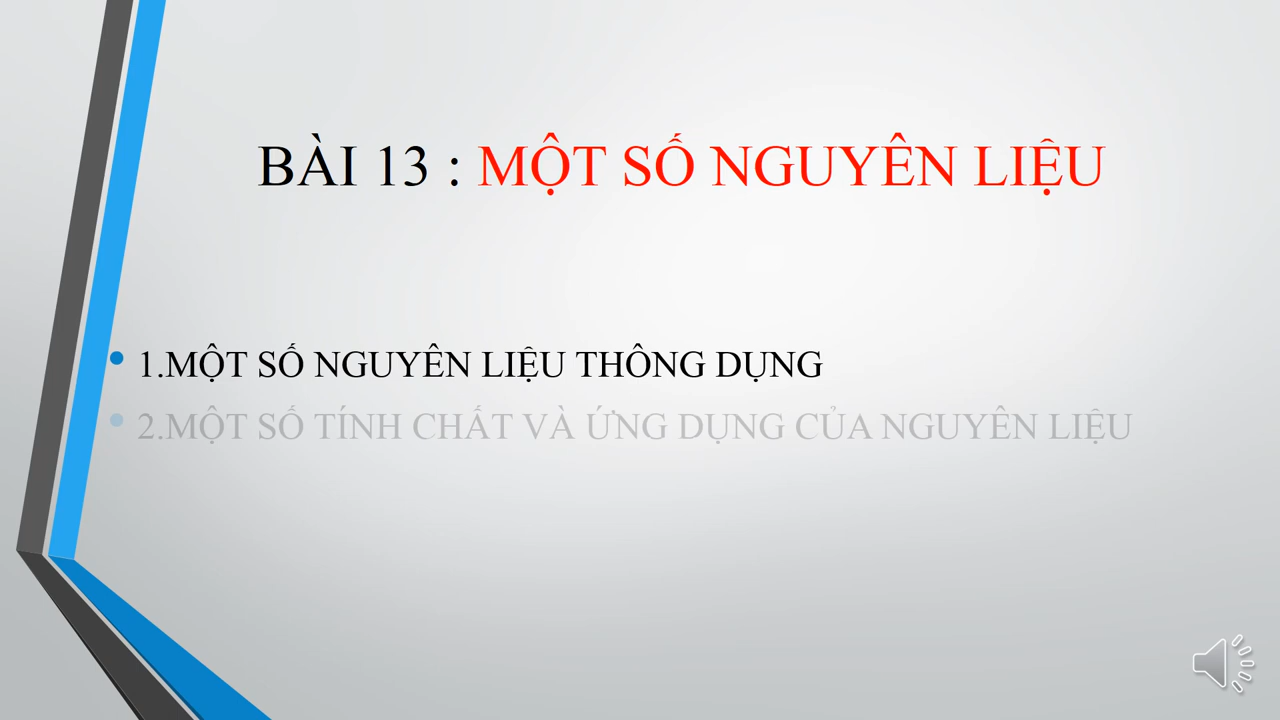 BÀI 13 : MỘT SỐ NGUYÊN LIỆU
1.MỘT SỐ NGUYÊN LIỆU THÔNG DỤNG
2.MỘT SỐ TÍNH CHẤT VÀ ỨNG DỤNG CỦA NGUYÊN LIỆU